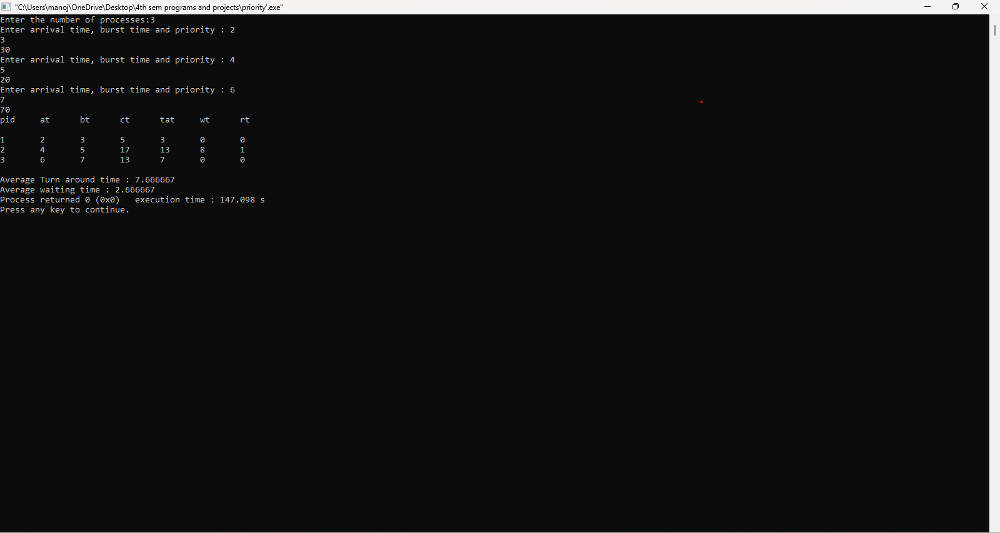 "C:\Users\manoj\OneDrive\Desktop\4th sem programs and projects\priority'.exe"
Enter the number of processes:3
Enter arrival time, burst time and priority : 2
3
30
Enter arrival time, burst time and priority : 4
5
20
Enter arrival time, burst time and priority : 6
7
70
pid at bt ct tat wt rt
1 2 3 5 3 0 0
2 4 5 17 13 8 1
3 6 7 13 7 0 0
Average Turn around time : 7.666667
Average waiting time : 2.666667
Process returned 0 (0x0) execution time : 147.098 s
Press any key to continue.